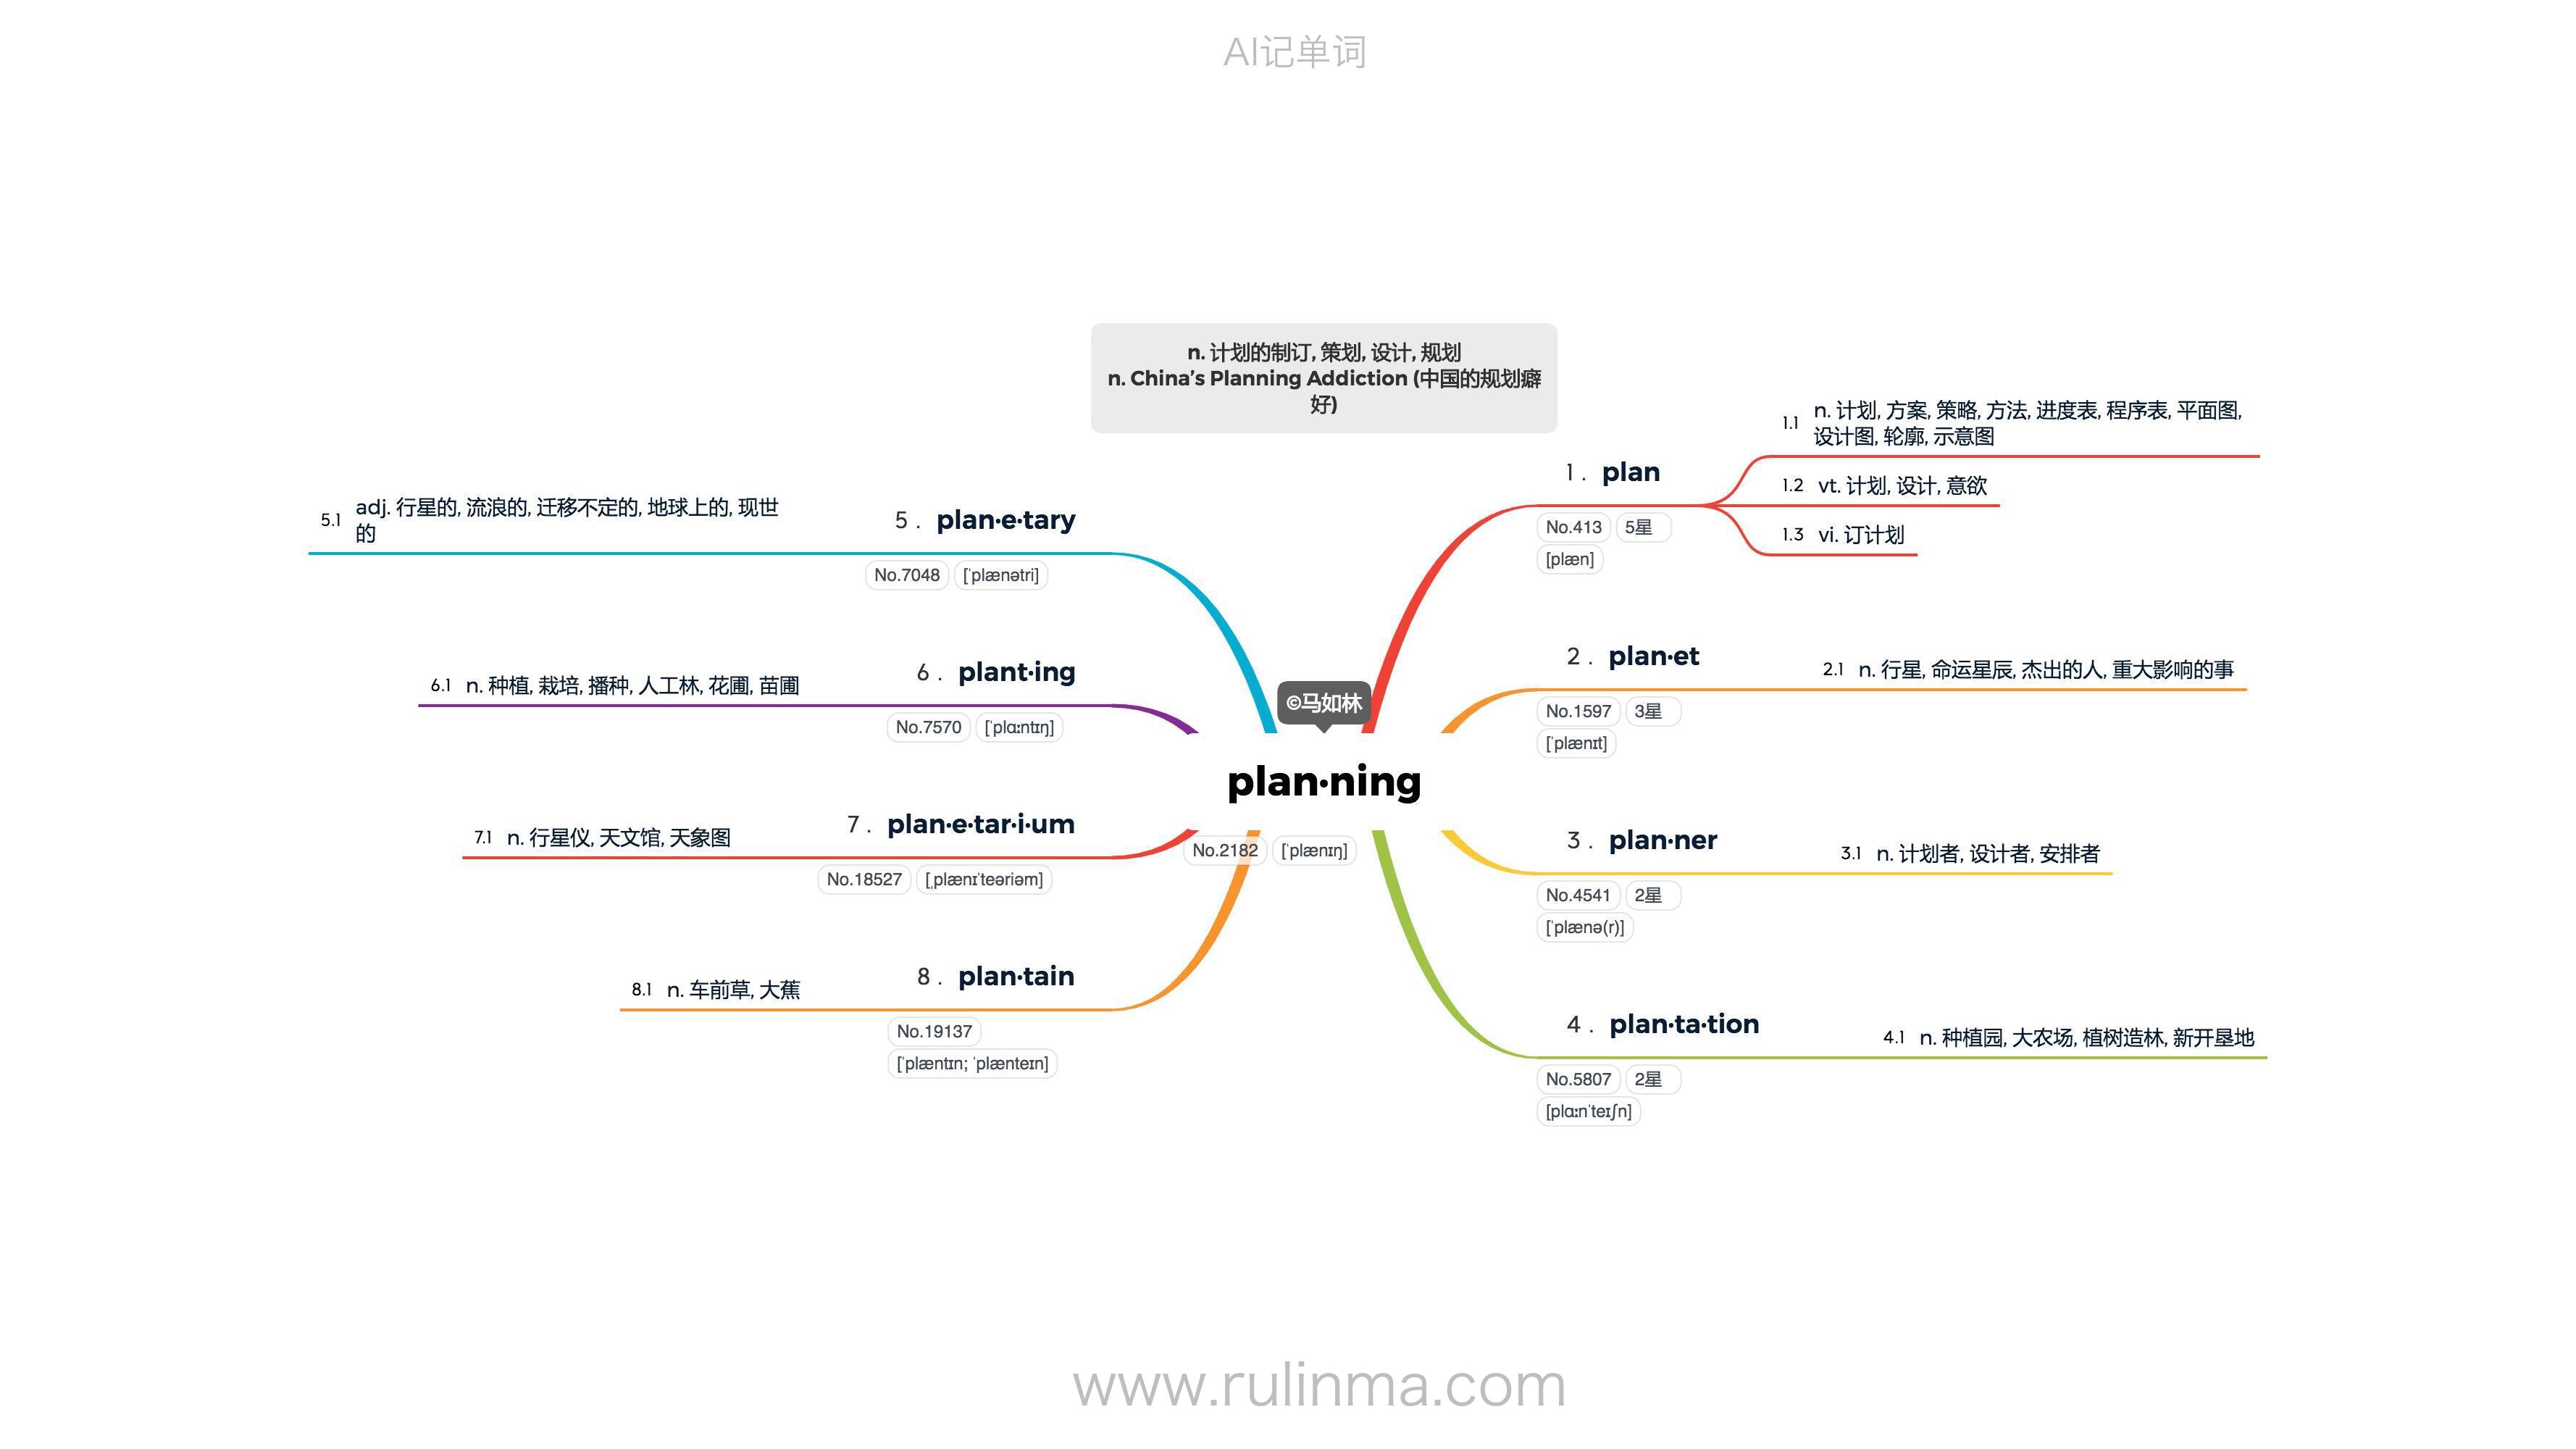 AI记单词
n. 计划的制订, 策划, 设计, 规划
n. China’s Planning Addiction (中国的规划癖
好)
©马如林
plan·ning
No.2182 [ˈplænɪŋ]
1 . plan
No.413 5星
[plæn]
1.1 n. 计划, 方案, 策略, 方法, 进度表, 程序表, 平面图,
设计图, 轮廓, 示意图
1.2 vt. 计划, 设计, 意欲
1.3 vi. 订计划
2 . plan·et
No.1597 3星
[ˈplænɪt]
2.1 n. 行星, 命运星辰, 杰出的人, 重大影响的事
3 . plan·ner
No.4541 2星
[ˈplænə(r)]
3.1 n. 计划者, 设计者, 安排者
4 . plan·ta·tion
No.5807 2星
[plɑːnˈteɪʃn]
4.1 n. 种植园, 大农场, 植树造林, 新开垦地
5 . plan·e·tary
No.7048 [ˈplænətri]
5.1 adj. 行星的, 流浪的, 迁移不定的, 地球上的, 现世
的
6 . plant·ing
No.7570 [ˈplɑːntɪŋ]
6.1 n. 种植, 栽培, 播种, 人工林, 花圃, 苗圃
7 . plan·e·tar·i·um
No.18527 [ˌplænɪˈteəriəm]
7.1 n. 行星仪, 天文馆, 天象图
8 . plan·tain
No.19137
[ˈplæntɪn; ˈplænteɪn]
8.1 n. 车前草, 大蕉
www.rulinma.com